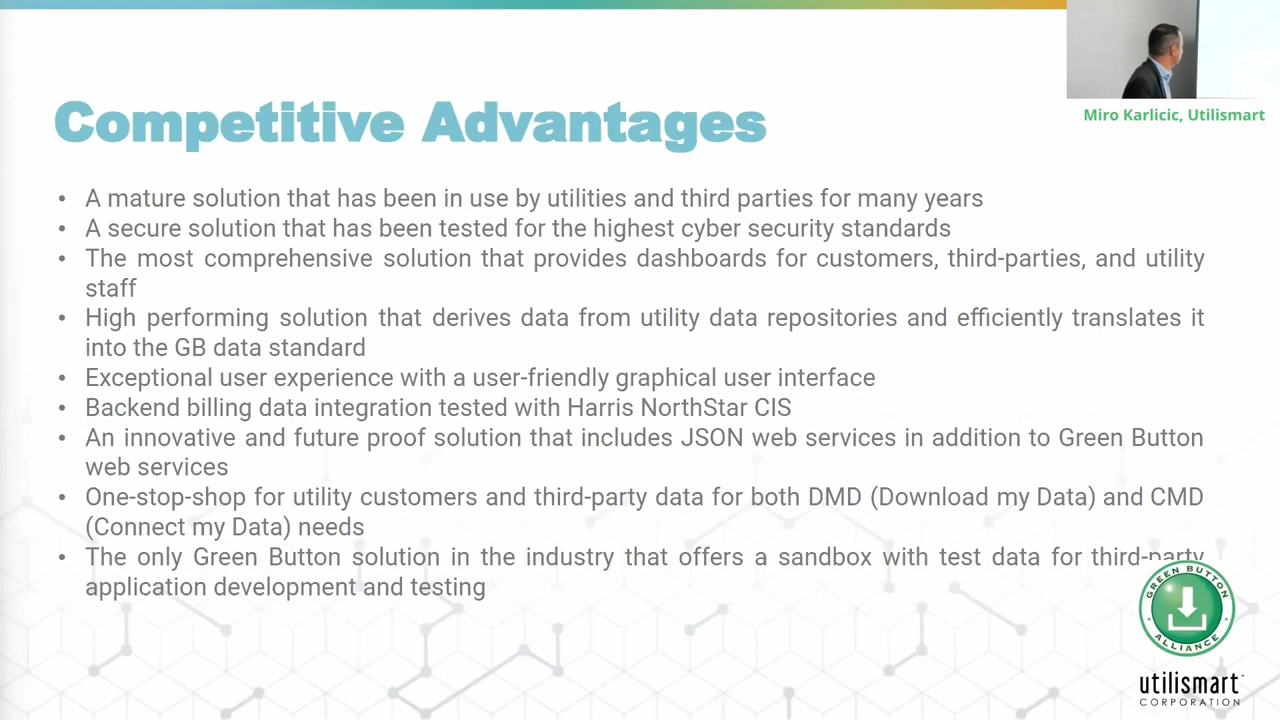 Miro Karlicic, Utilismart
Competitive Advantages
• A mature solution that has been in use by utilities and third parties for many years
• A secure solution that has been tested for the highest cyber security standards
• The most comprehensive solution that provides dashboards for customers, third-parties, and utility
staff
• High performing solution that derives data from utility data repositories and efficiently translates it
into the GB data standard
• Exceptional user experience with a user-friendly graphical user interface
• Backend billing data integration tested with Harris NorthStar CIS
• An innovative and future proof solution that includes JSON web services in addition to Green Button
web services
• One-stop-shop for utility customers and third-party data for both DMD (Download my Data) and CMD
(Connect my Data) needs
• The only Green Button solution in the industry that offers a sandbox with test data for third-party
application development and testing
GREEN BUTTON
ALLIANCE
utilismart
CORPORATION